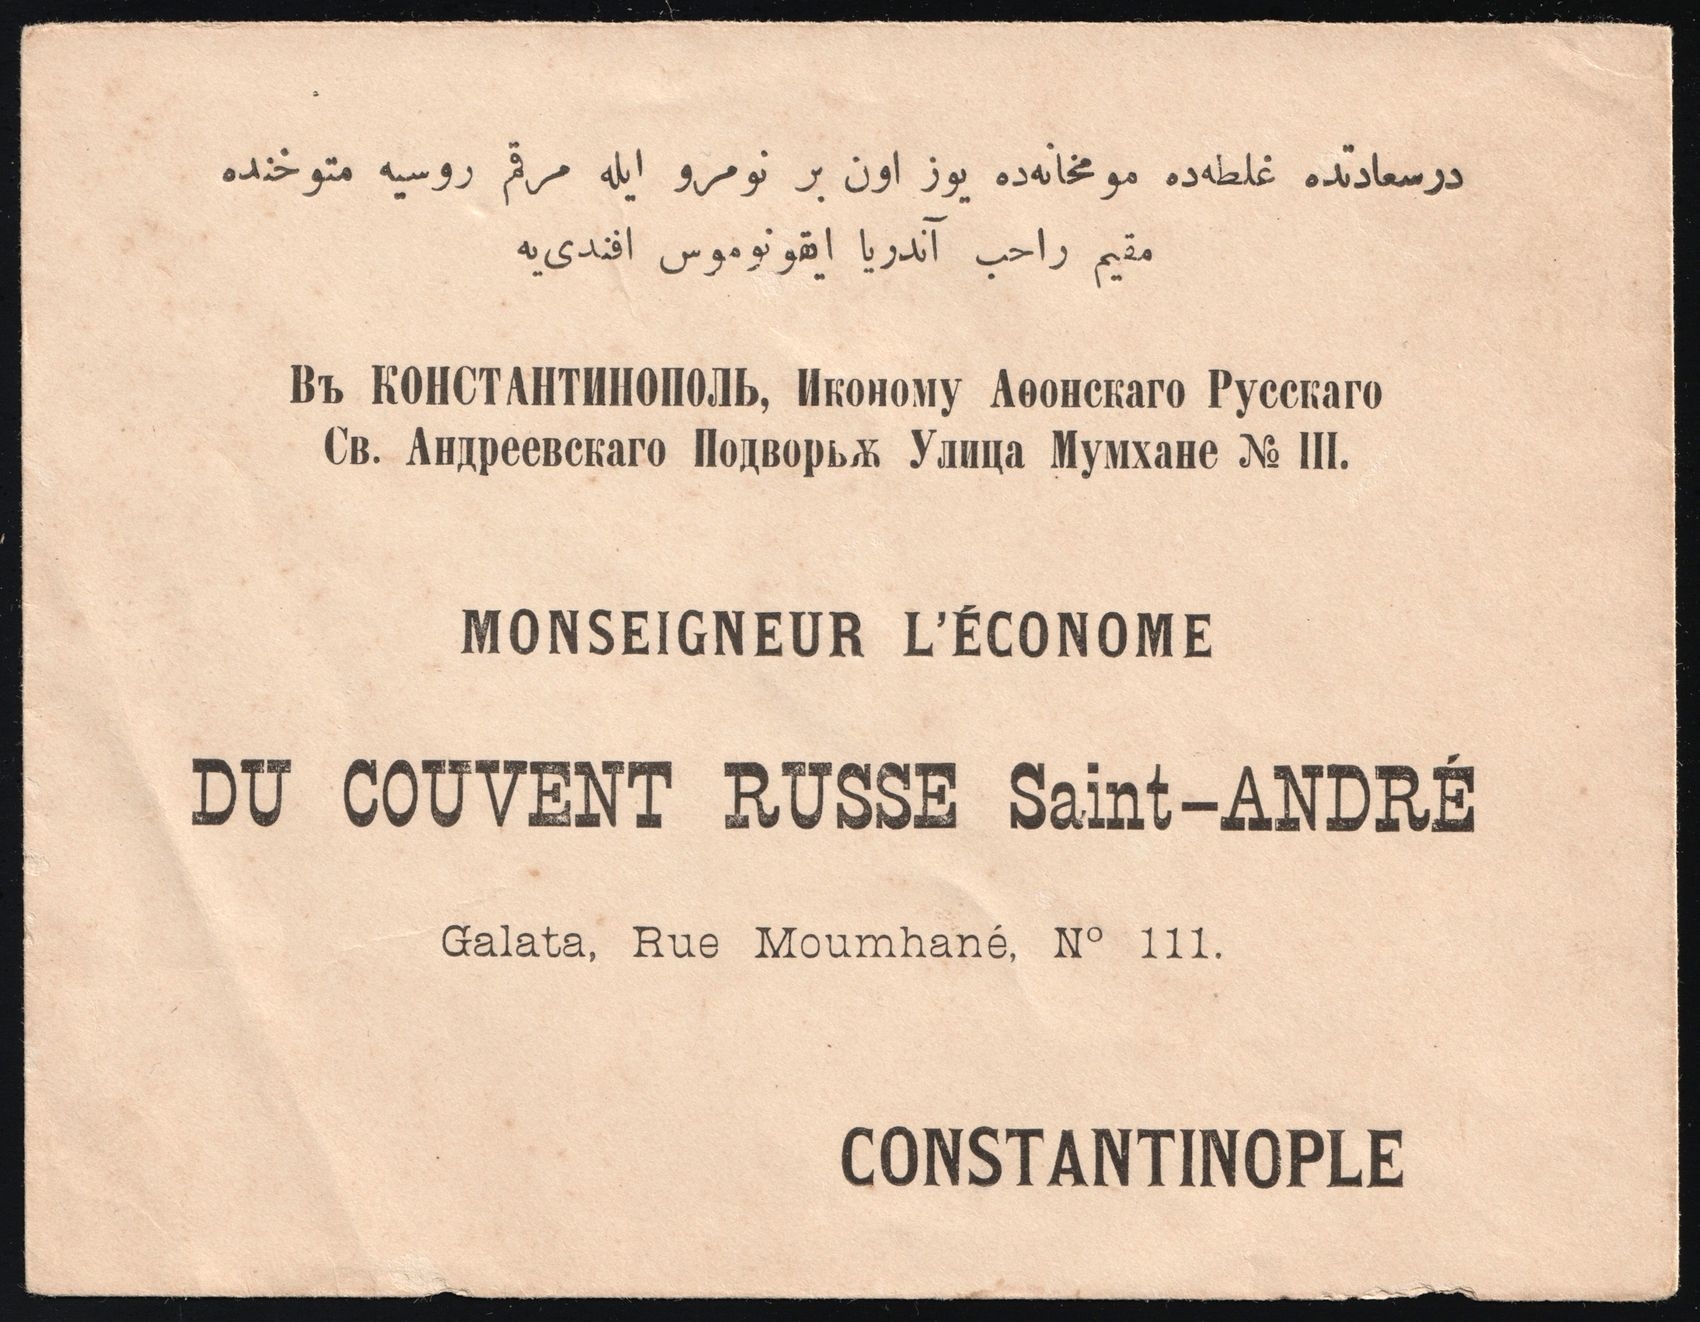 درسعادتده غلطه‌ده مومخانه‌ده یوز اون بر نومرو ایله مرقم روسیه متوخنده
مقیم راحب آندریا ایقونوموس افندی‌یه
Въ КОНСТАНТИНОПОЛЬ, Иконому Аѳонскаго Русскаго
Св. Андреевскаго Подворьѫ Улица Мумхане № III.
MONSEIGNEUR L'ÉCONOME
DU COUVENT RUSSE Saint-ANDRÉ
Galata, Rue Moumhané, Nº 111.
CONSTANTINOPLE